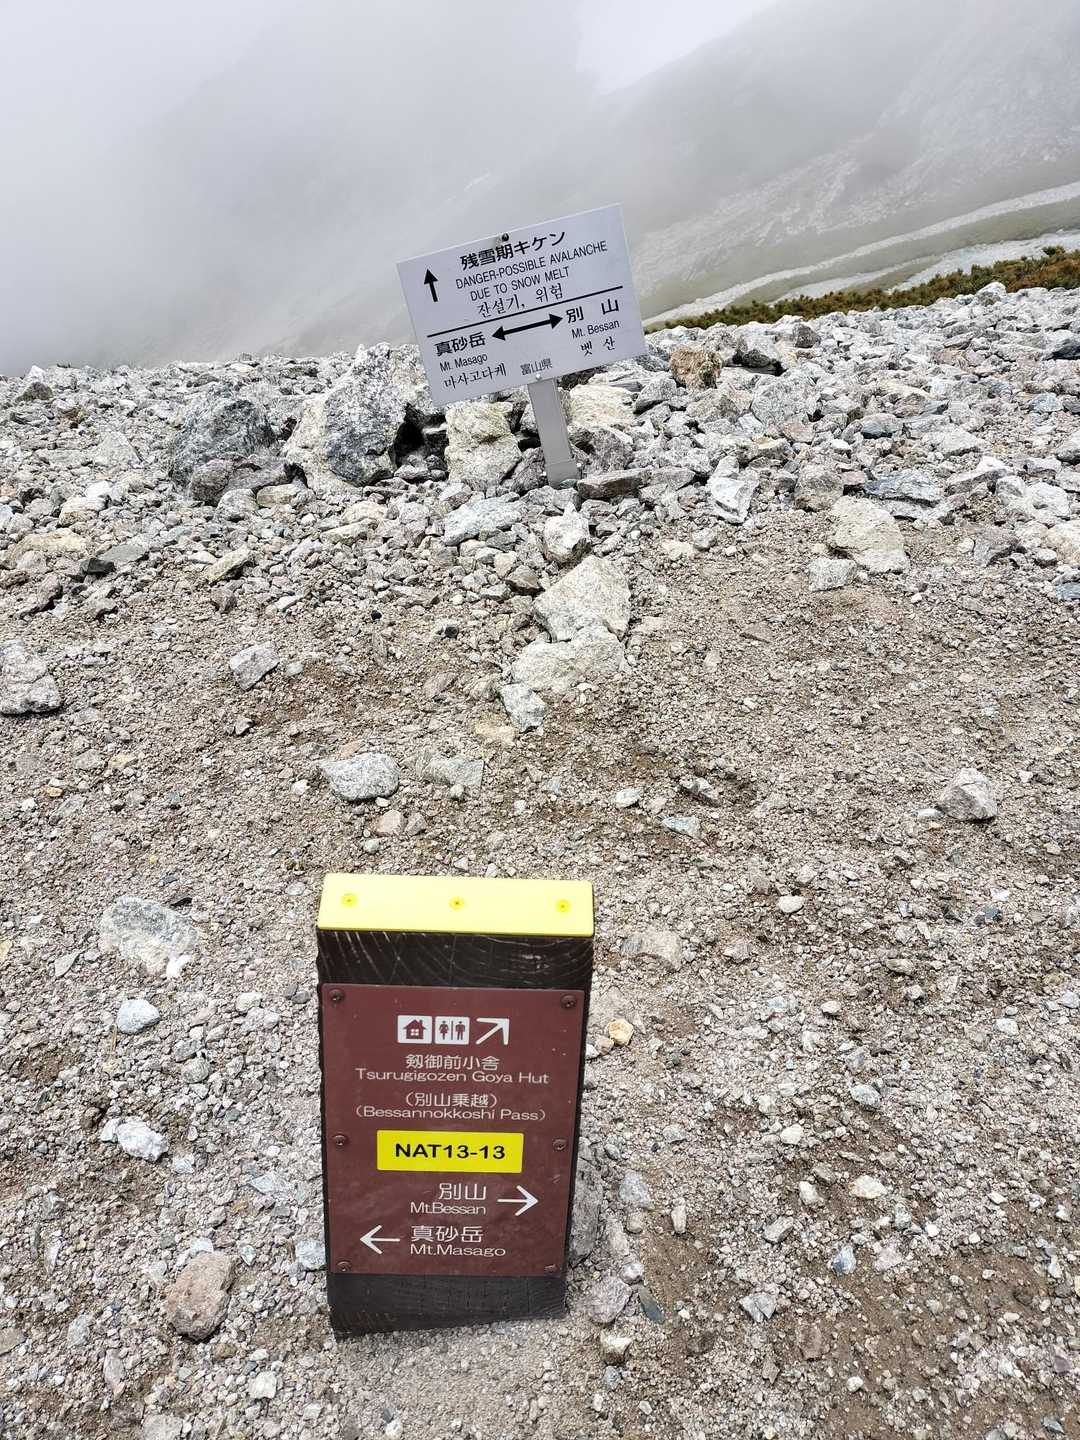 残雪期キケン
DANGER-POSSIBLE AVALANCHE
DUE TO SNOW MELT
잔설기, 위험
真砂岳
Mt. Masago
마사고다케
別 山
Mt. Bessan
벳 산
富山県
剱御前小舎
Tsurugigozen Goya Hut
(別山乗越)
(Bessannokkoshi Pass)
NAT13-13
別山
Mt.Bessan
真砂岳
Mt.Masago